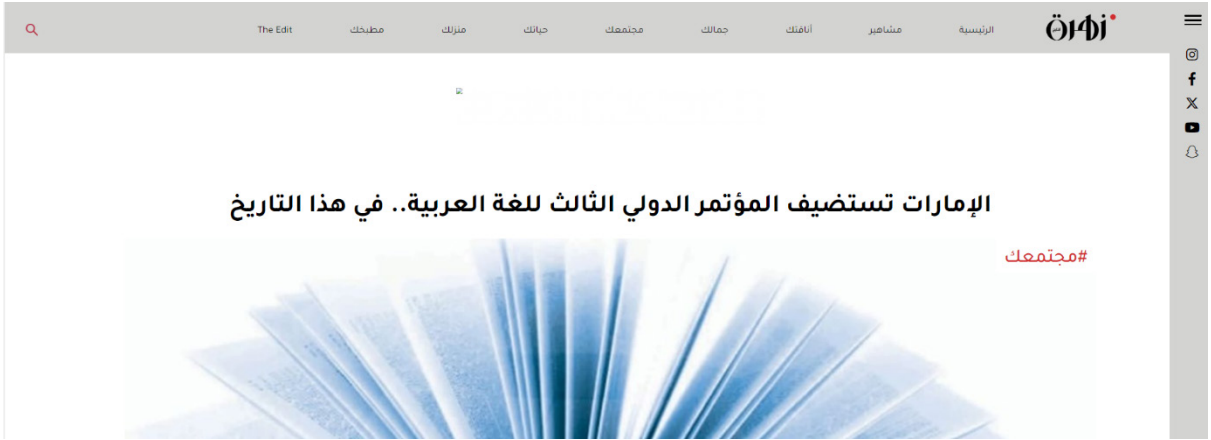 زهرة
الرئيسية مشاهير أناقتك جمالك مجتمعك حياتك منزلك مطبخك The Edit
الإمارات تستضيف المؤتمر الدولي الثالث للغة العربية.. في هذا التاريخ
#مجتمعك